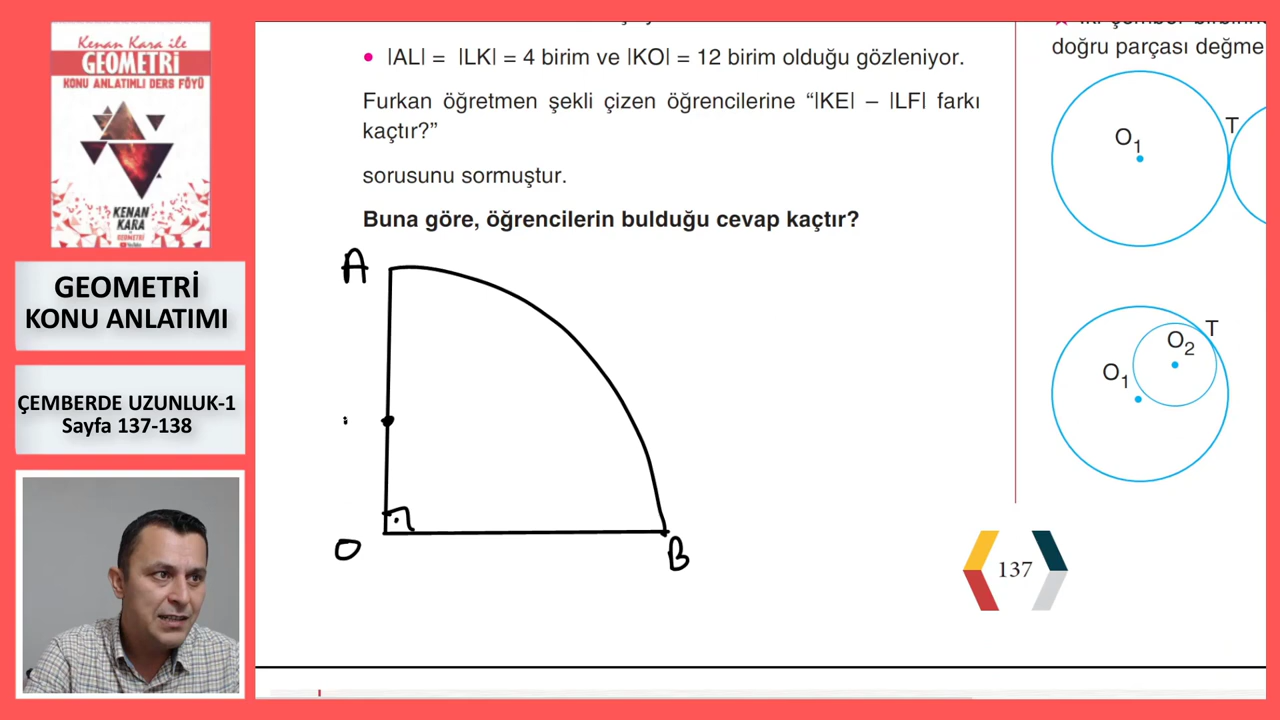 Kenan Kara ile
GEOMETRİ
KONU ANLATIMLI DERS FÖYÜ
KENAN
KARA
GEOMETRİ
YouTube
GEOMETRİ
KONU ANLATIMI
ÇEMBERDE UZUNLUK-1
Sayfa 137-138
• |AL| = |LK| = 4 birim ve |KO| = 12 birim olduğu gözleniyor.
Furkan öğretmen şekli çizen öğrencilerine “|KE| – |LF| farkı
kaçtır?”
sorusunu sormuştur.
Buna göre, öğrencilerin bulduğu cevap kaçtır?
A
O
B
doğru parçası değme
O1
T
O2
T
O1
137